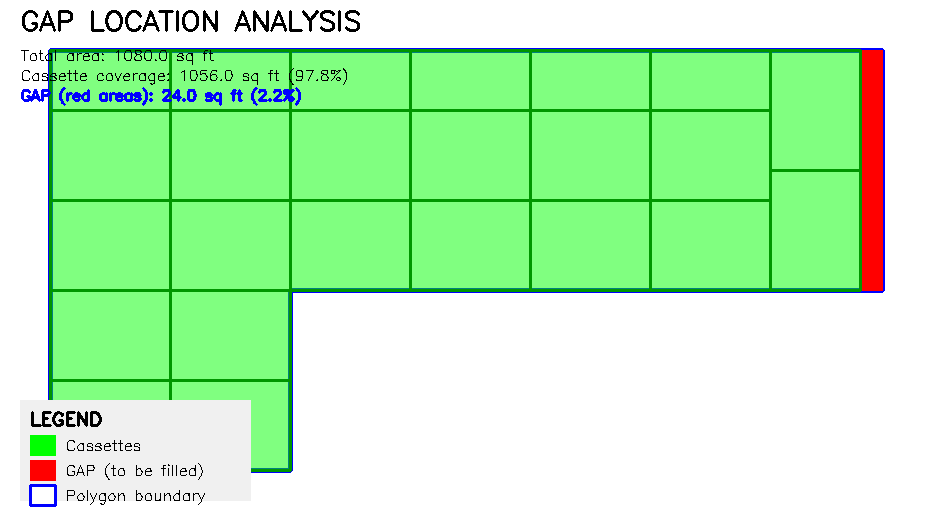 GAP LOCATION ANALYSIS
Total area: 1080.0 sq ft
Cassette coverage: 1056.0 sq ft (97.8%)
GAP (red areas): 24.0 sq ft (2.2%)
LEGEND
Cassettes
GAP (to be filled)
Polygon boundary